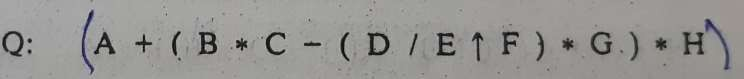 Q: (A + ( B * C - ( D / E ↑ F ) * G ) * H)